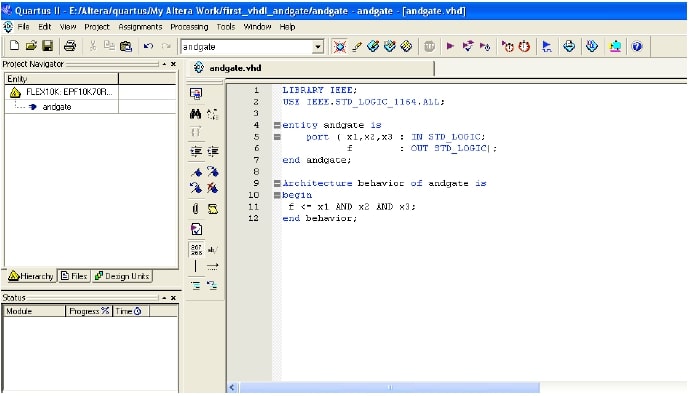 Quartus II - E:/Altera/quartus/My Altera Work/first_vhdl_andgate/andgate - andgate - [andgate.vhd]
File Edit View Project Assignments Processing Tools Window Help
andgate
Project Navigator
Entity
FLEX10K: EPF10K70R...
andgate
Hierarchy Files Design Units
Status
Module Progress % Time
andgate.vhd
267
268
ab/
1 LIBRARY IEEE;
2 USE IEEE.STD_LOGIC_1164.ALL;
3
4 entity andgate is
5 port ( x1,x2,x3 : IN STD_LOGIC;
6 f : OUT STD_LOGIC);
7 end andgate;
8
9 Architecture behavior of andgate is
10 begin
11 f <= x1 AND x2 AND x3;
12 end behavior;